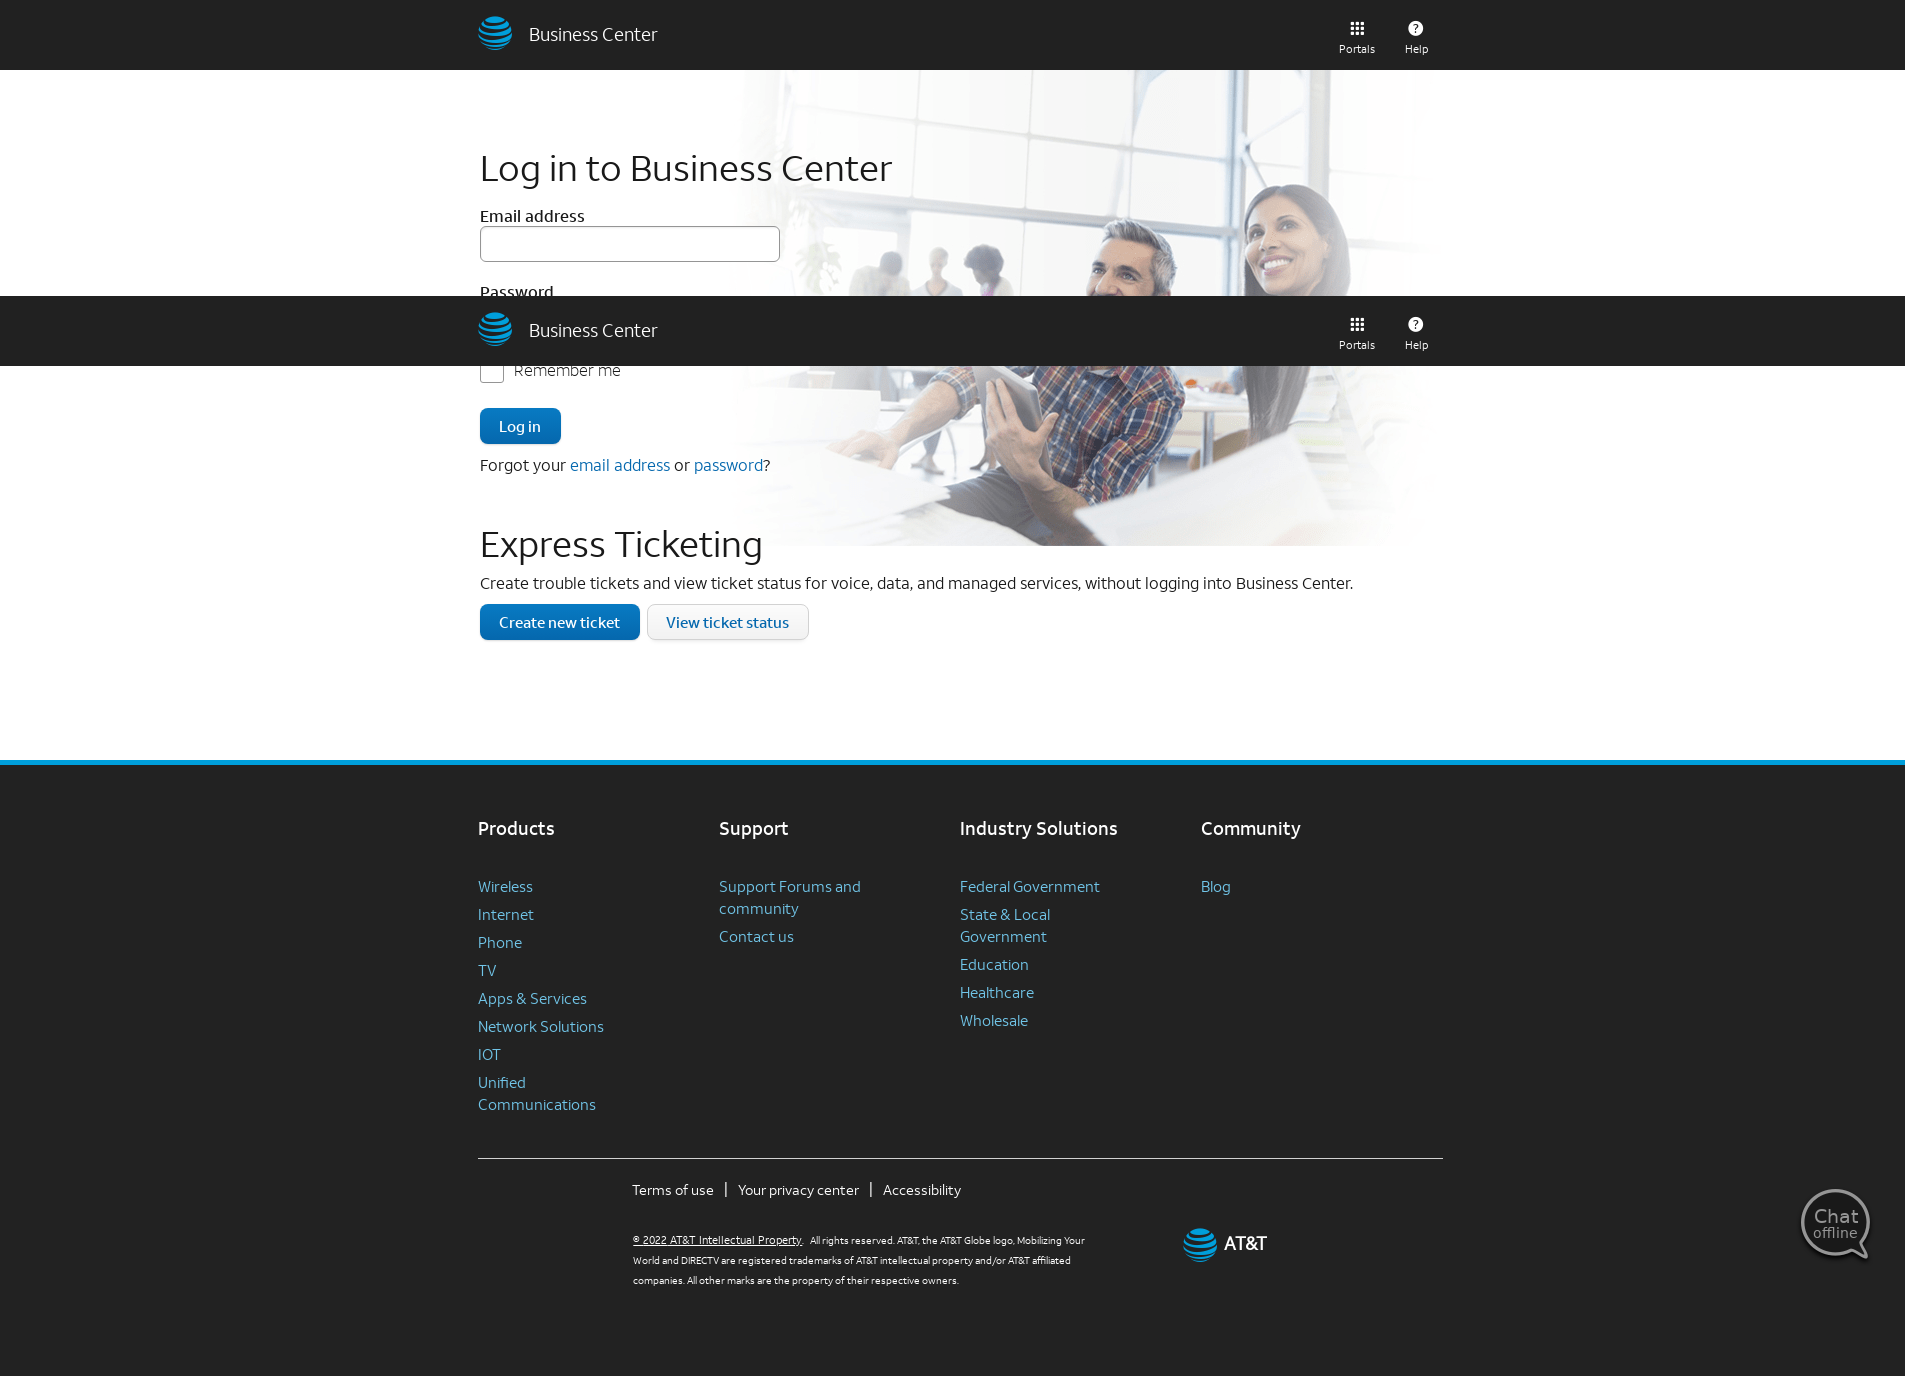 Business Center
Portals
Help
Log in to Business Center
Email address
Password
Business Center
Portals
Help
Remember me
Log in
Forgot your email address or password?
Express Ticketing
Create trouble tickets and view ticket status for voice, data, and managed services, without logging into Business Center.
Create new ticket
View ticket status
Products
Wireless
Internet
Phone
TV
Apps & Services
Network Solutions
IOT
Unified
Communications
Support
Support Forums and
community
Contact us
Industry Solutions
Federal Government
State & Local
Government
Education
Healthcare
Wholesale
Community
Blog
Terms of use | Your privacy center | Accessibility
© 2022 AT&T Intellectual Property. All rights reserved. AT&T, the AT&T Globe logo, Mobilizing Your
World and DIRECTV are registered trademarks of AT&T intellectual property and/or AT&T affiliated
companies. All other marks are the property of their respective owners.
AT&T
Chat
offline